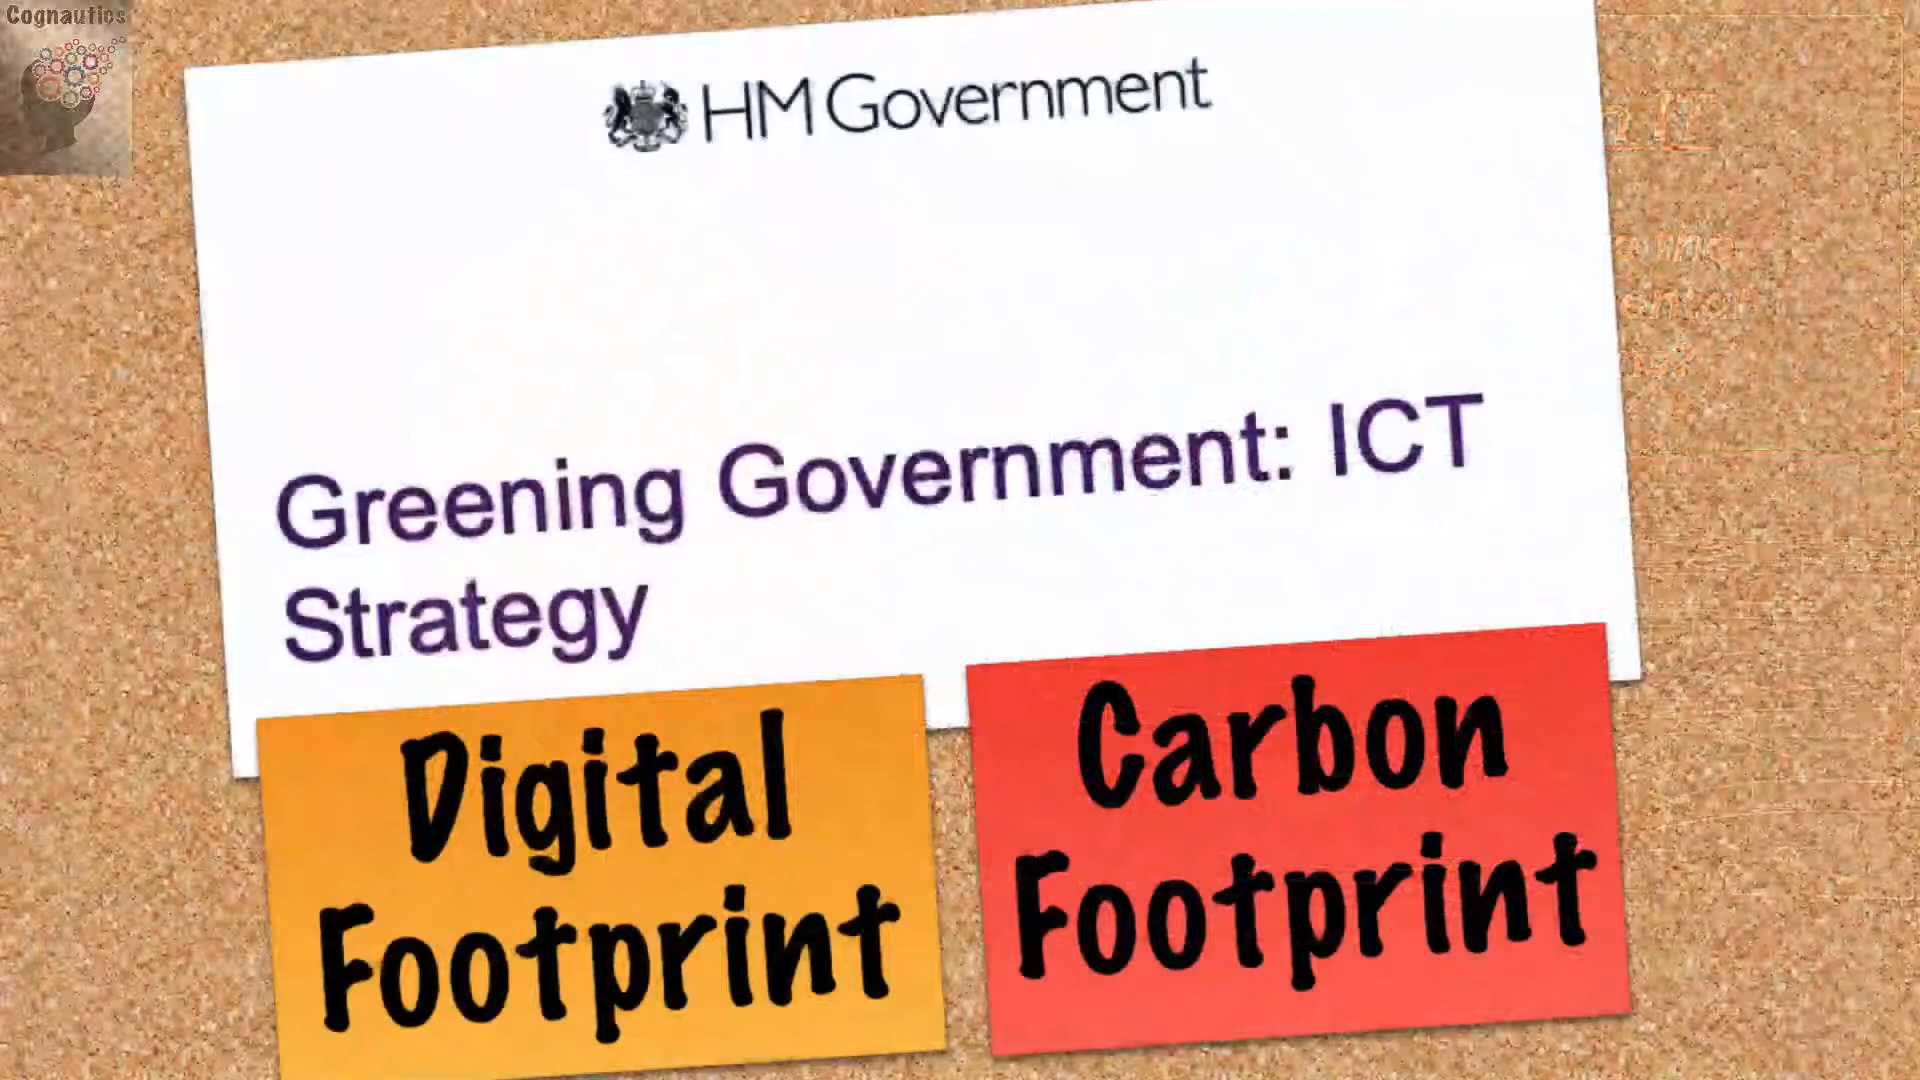 Cognautics
HM Government
Greening Government: ICT
Strategy
Digital
Footprint
Carbon
Footprint